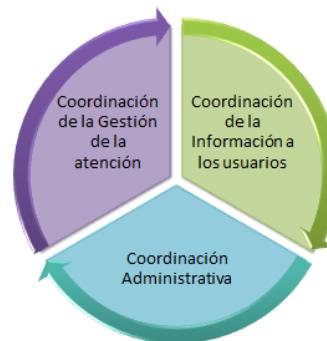 Coordinación
de la Gestión
de la
atención
Coordinación
de la
Información a
los usuarios
Coordinación
Administrativa